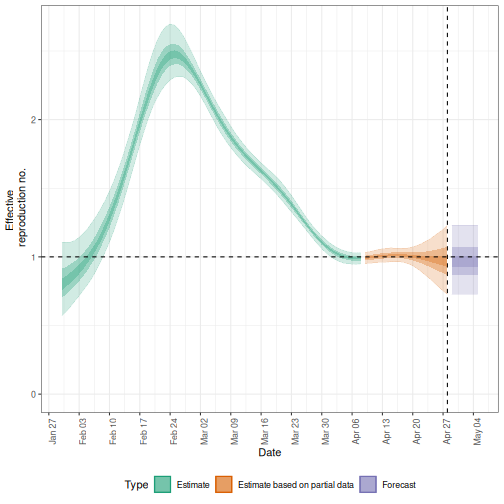 Effective
reproduction no.
2
1
0
Jan 27
Feb 03
Feb 10
Feb 17
Feb 24
Mar 02
Mar 09
Mar 16
Mar 23
Mar 30
Apr 06
Apr 13
Apr 20
Apr 27
May 04
Date
Type Estimate Estimate based on partial data Forecast